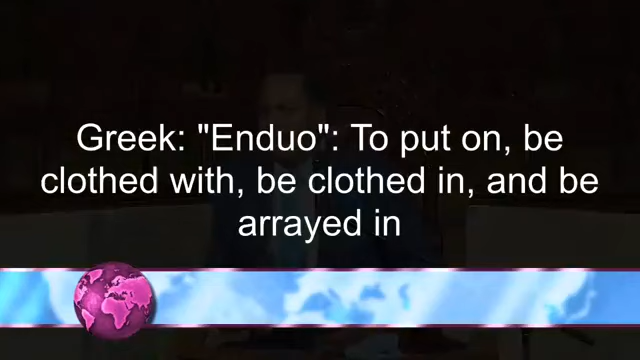 Greek: "Enduo": To put on, be
clothed with, be clothed in, and be
arrayed in